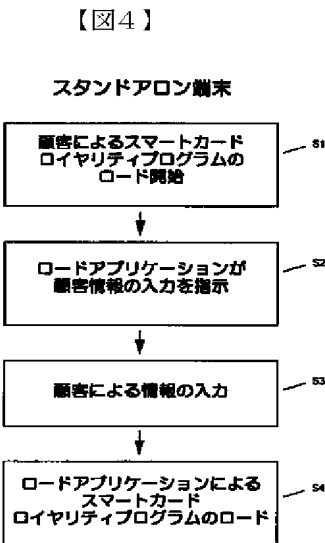 【図4】
スタンドアロン端末
顧客によるスマートカード
ロイヤリティプログラムの
ロード開始
S1
ロードアプリケーションが
顧客情報の入力を指示
S2
顧客による情報の入力
S3
ロードアプリケーションによる
スマートカード
ロイヤリティプログラムのロード
S4